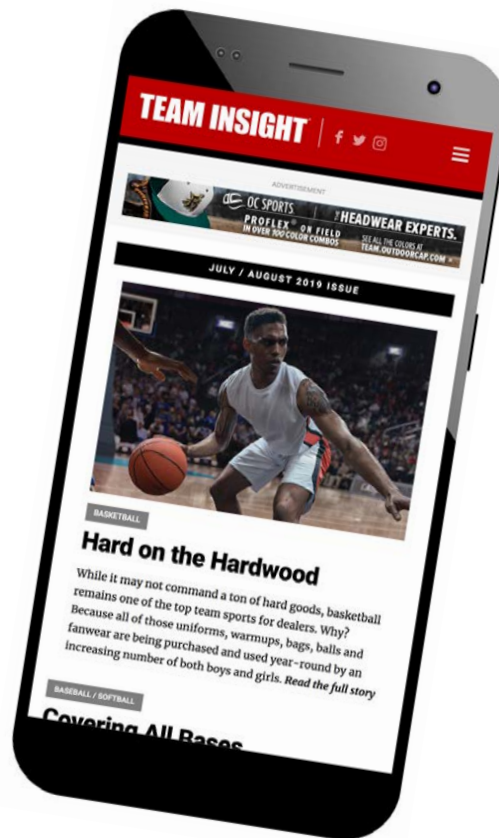 TEAM INSIGHT
ADVERTISEMENT
OC SPORTS
THE HEADWEAR EXPERTS.
PROFLEX® ON FIELD
IN OVER 100 COLOR COMBOS
SEE ALL THE COLORS AT
TEAM.OUTDOORCAP.COM »
JULY / AUGUST 2019 ISSUE
BASKETBALL
Hard on the Hardwood
While it may not command a ton of hard goods, basketball
remains one of the top team sports for dealers. Why?
Because all of those uniforms, warmups, bags, balls and
fanwear are being purchased and used year-round by an
increasing number of both boys and girls. Read the full story
BASEBALL / SOFTBALL
Covering All Bases